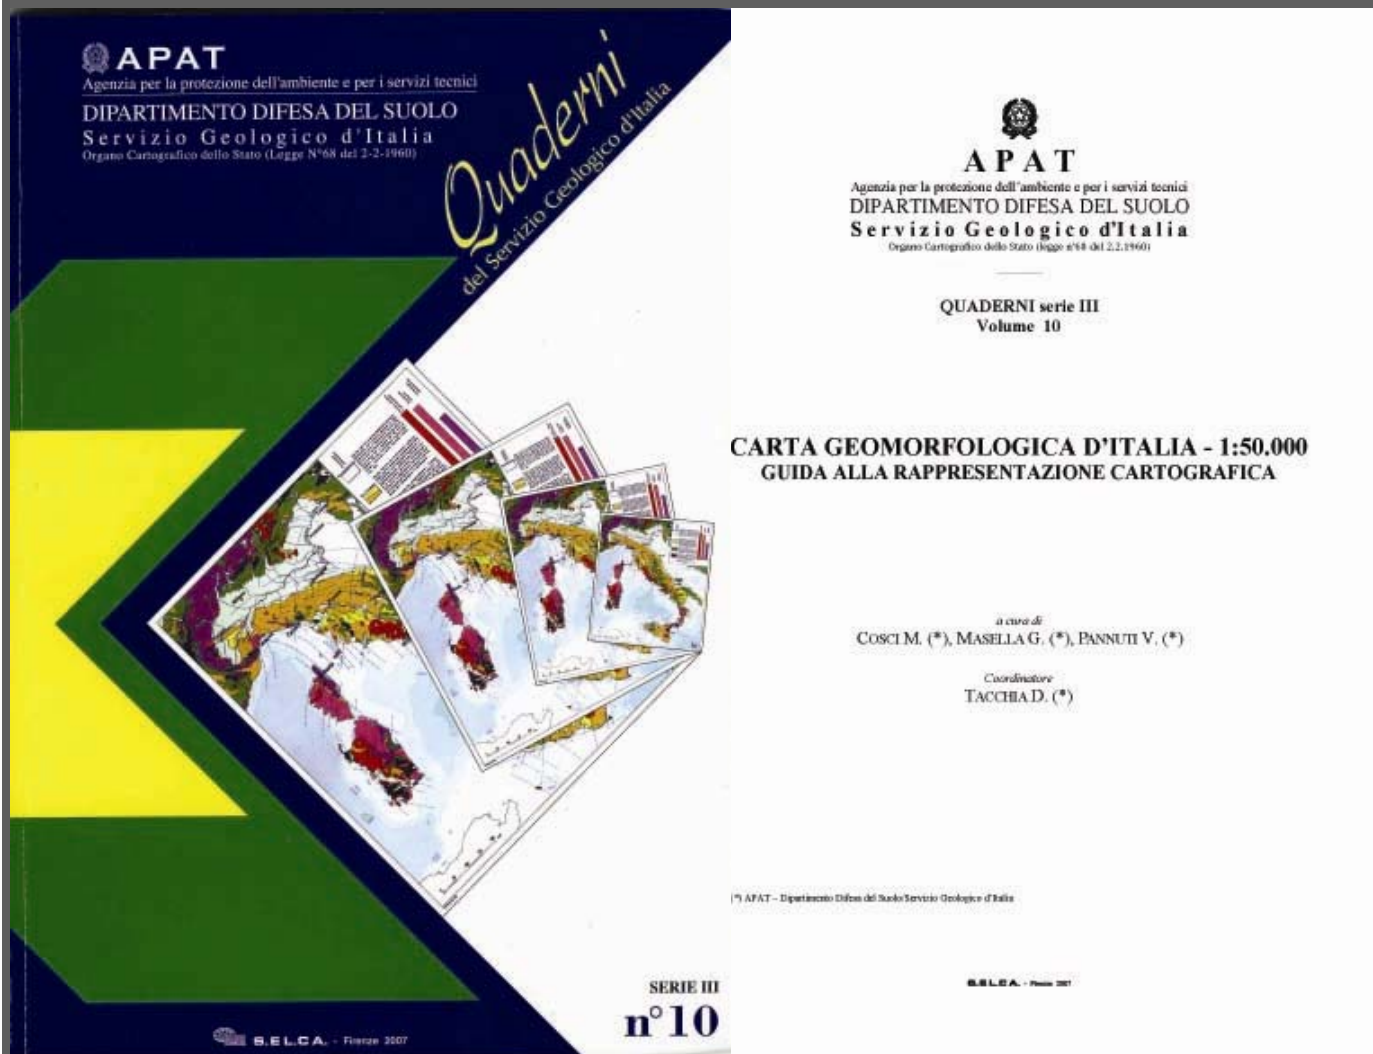 APAT
Agenzia per la protezione dell'ambiente e per i servizi tecnici
DIPARTIMENTO DIFESA DEL SUOLO
Servizio Geologico d'Italia
Organo Cartografico dello Stato (Legge N°68 del 2-2-1960)
Quaderni
del Servizio Geologico d'Italia
SERIE III
n°10
S.EL.CA. - Firenze 2007
APAT
Agenzia per la protezione dell'ambiente e per i servizi tecnici
DIPARTIMENTO DIFESA DEL SUOLO
Servizio Geologico d'Italia
Organo Cartografico dello Stato (legge n°68 del 2.2.1960)
QUADERNI serie III
Volume 10
CARTA GEOMORFOLOGICA D'ITALIA - 1:50.000
GUIDA ALLA RAPPRESENTAZIONE CARTOGRAFICA
a cura di
COSCI M. (*), MASELLA G. (*), PANNUTI V. (*)
Coordinatore
TACCHIA D. (*)
(*) APAT – Dipartimento Difesa del Suolo/Servizio Geologico d'Italia
S.EL.CA. - Firenze 2007